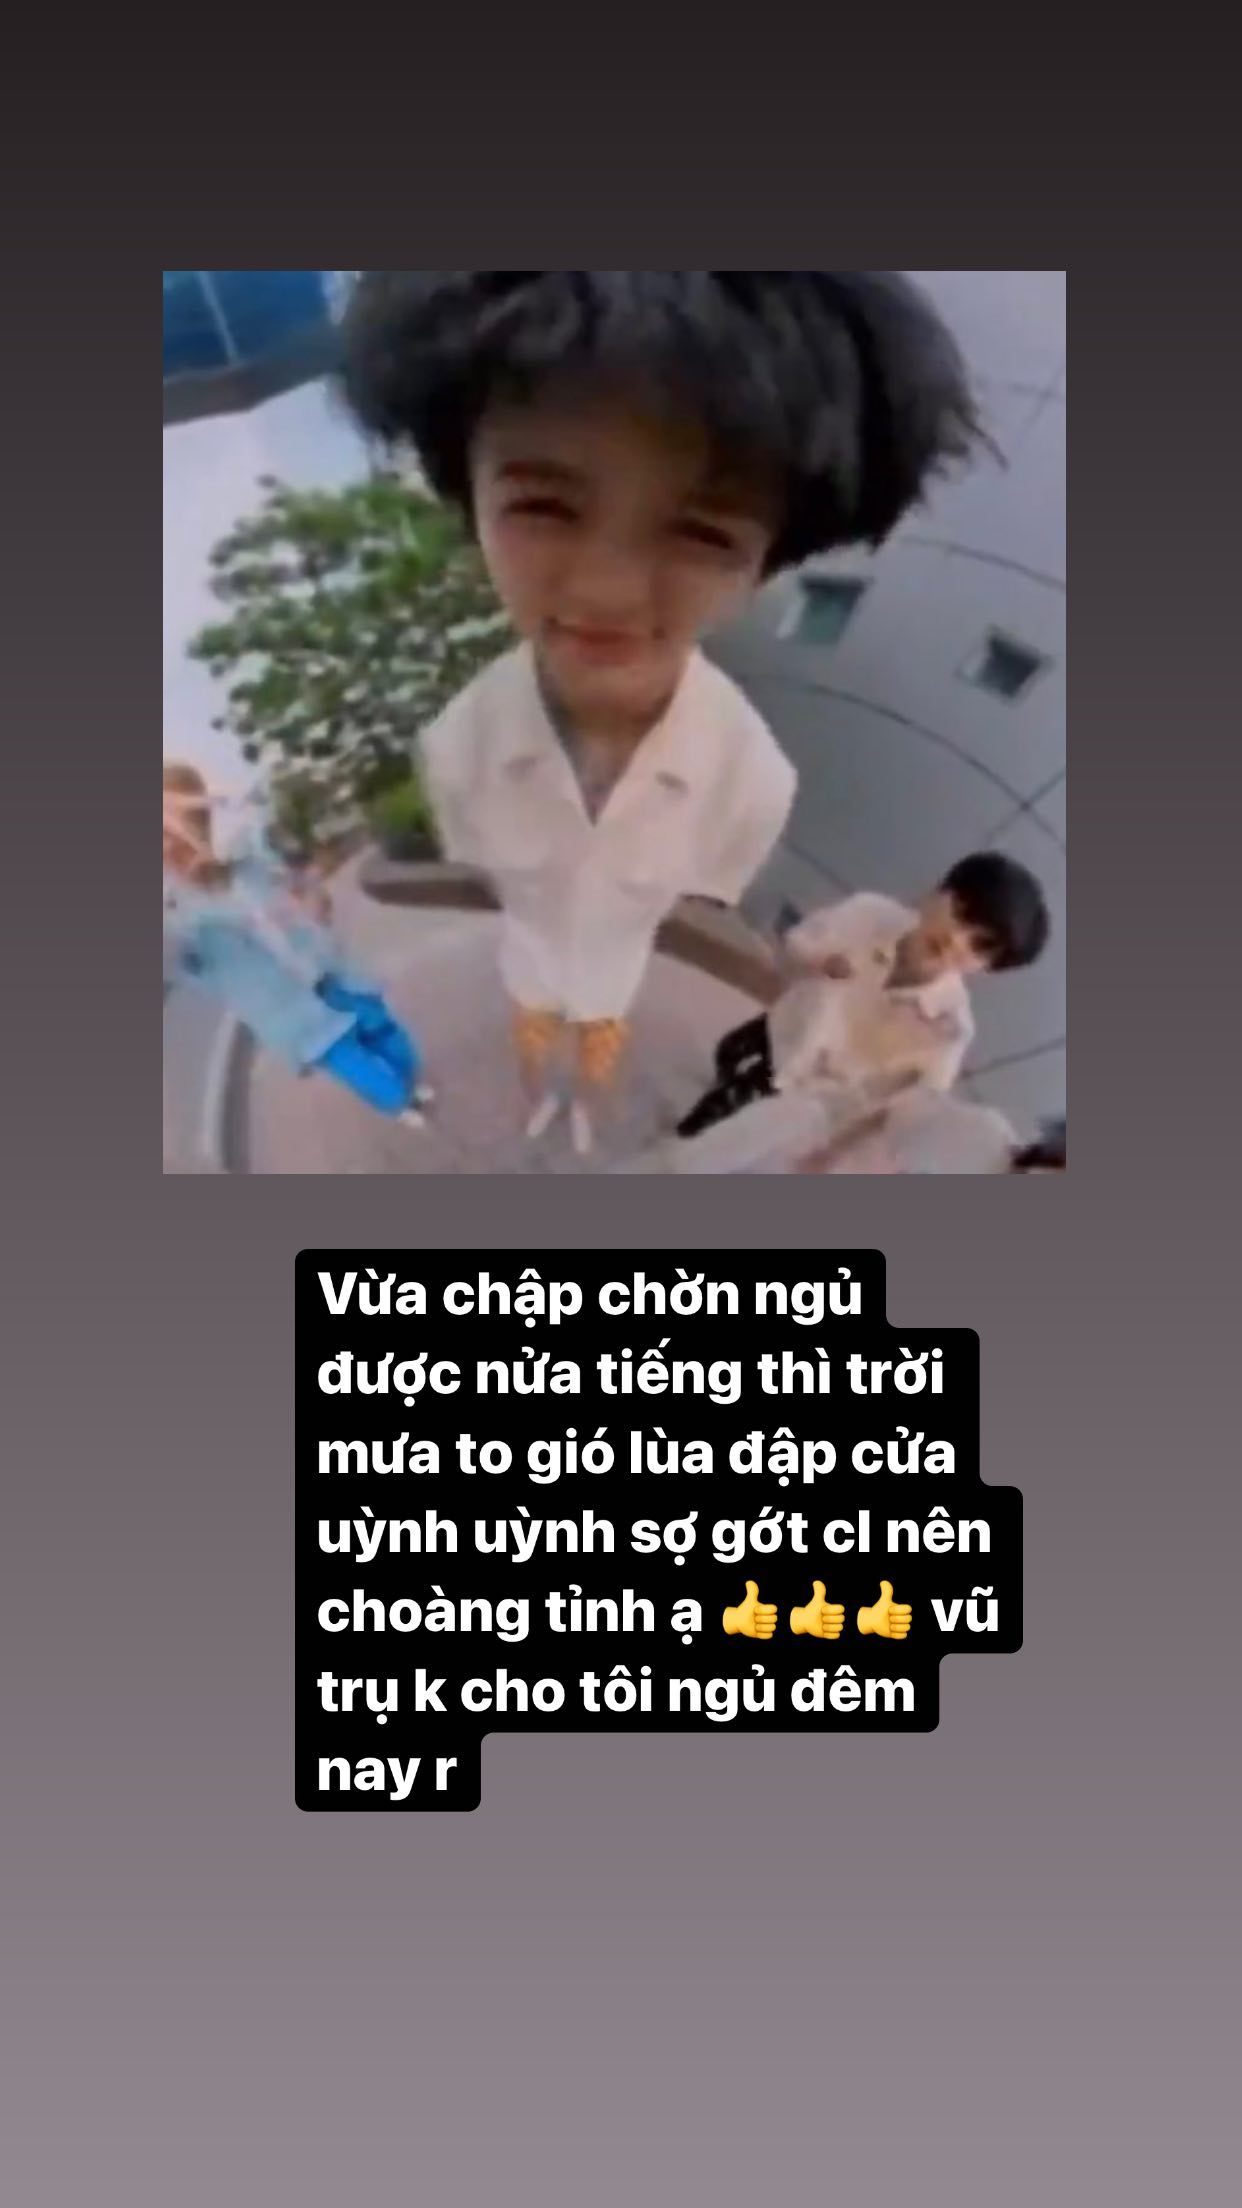 Vừa chập chờn ngủ
được nửa tiếng thì trời
mưa to gió lùa đập cửa
uỳnh uỳnh sợ gớt cl nên
choàng tỉnh ạ 👍👍👍 vũ
trụ k cho tôi ngủ đêm
nay r